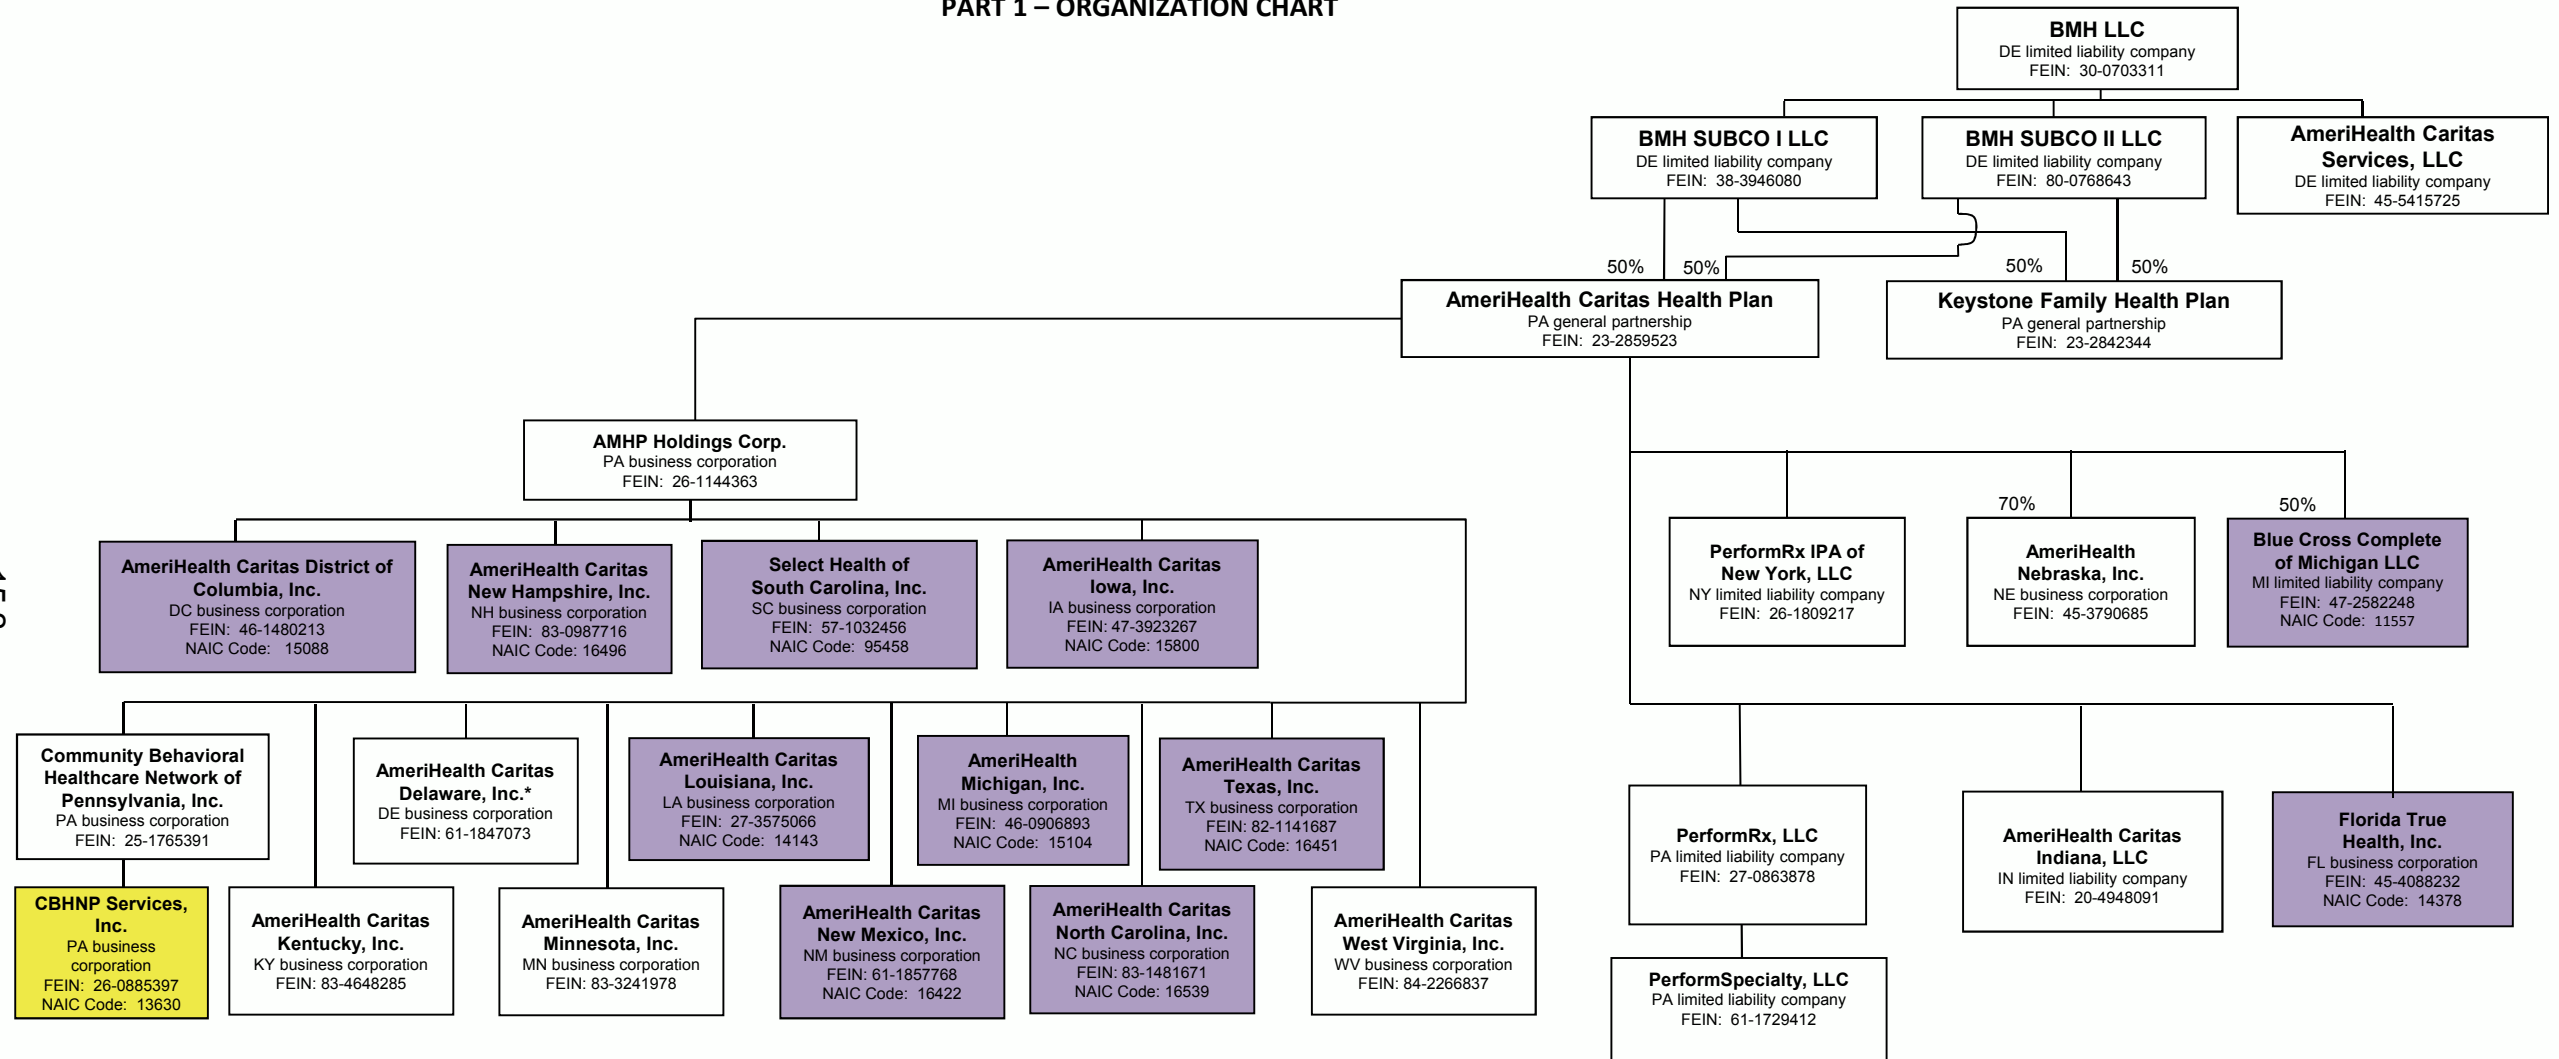 PART 1 – ORGANIZATION CHART
BMH LLC
DE limited liability company
FEIN: 30-0703311
BMH SUBCO I LLC
DE limited liability company
FEIN: 38-3946080
BMH SUBCO II LLC
DE limited liability company
FEIN: 80-0768643
AmeriHealth Caritas
Services, LLC
DE limited liability company
FEIN: 45-5415725
50%
50%
50%
50%
AmeriHealth Caritas Health Plan
PA general partnership
FEIN: 23-2859523
Keystone Family Health Plan
PA general partnership
FEIN: 23-2842344
AMHP Holdings Corp.
PA business corporation
FEIN: 26-1144363
70%
50%
AmeriHealth Caritas District of
Columbia, Inc.
DC business corporation
FEIN: 46-1480213
NAIC Code: 15088
AmeriHealth Caritas
New Hampshire, Inc.
NH business corporation
FEIN: 83-0987716
NAIC Code: 16496
Select Health of
South Carolina, Inc.
SC business corporation
FEIN: 57-1032456
NAIC Code: 95458
AmeriHealth Caritas
Iowa, Inc.
IA business corporation
FEIN: 47-3923267
NAIC Code: 15800
PerformRx IPA of
New York, LLC
NY limited liability company
FEIN: 26-1809217
AmeriHealth
Nebraska, Inc.
NE business corporation
FEIN: 45-3790685
Blue Cross Complete
of Michigan LLC
MI limited liability company
FEIN: 47-2582248
NAIC Code: 11557
Community Behavioral
Healthcare Network of
Pennsylvania, Inc.
PA business corporation
FEIN: 25-1765391
AmeriHealth Caritas
Delaware, Inc.*
DE business corporation
FEIN: 61-1847073
AmeriHealth Caritas
Louisiana, Inc.
LA business corporation
FEIN: 27-3575066
NAIC Code: 14143
AmeriHealth
Michigan, Inc.
MI business corporation
FEIN: 46-0906893
NAIC Code: 15104
AmeriHealth Caritas
Texas, Inc.
TX business corporation
FEIN: 82-1141687
NAIC Code: 16451
PerformRx, LLC
PA limited liability company
FEIN: 27-0863878
AmeriHealth Caritas
Indiana, LLC
IN limited liability company
FEIN: 20-4948091
Florida True
Health, Inc.
FL business corporation
FEIN: 45-4088232
NAIC Code: 14378
CBHNP Services,
Inc.
PA business
corporation
FEIN: 26-0885397
NAIC Code: 13630
AmeriHealth Caritas
Kentucky, Inc.
KY business corporation
FEIN: 83-4648285
AmeriHealth Caritas
Minnesota, Inc.
MN business corporation
FEIN: 83-3241978
AmeriHealth Caritas
New Mexico, Inc.
NM business corporation
FEIN: 61-1857768
NAIC Code: 16422
AmeriHealth Caritas
North Carolina, Inc.
NC business corporation
FEIN: 83-1481671
NAIC Code: 16539
AmeriHealth Caritas
West Virginia, Inc.
WV business corporation
FEIN: 84-2266837
PerformSpecialty, LLC
PA limited liability company
FEIN: 61-1729412